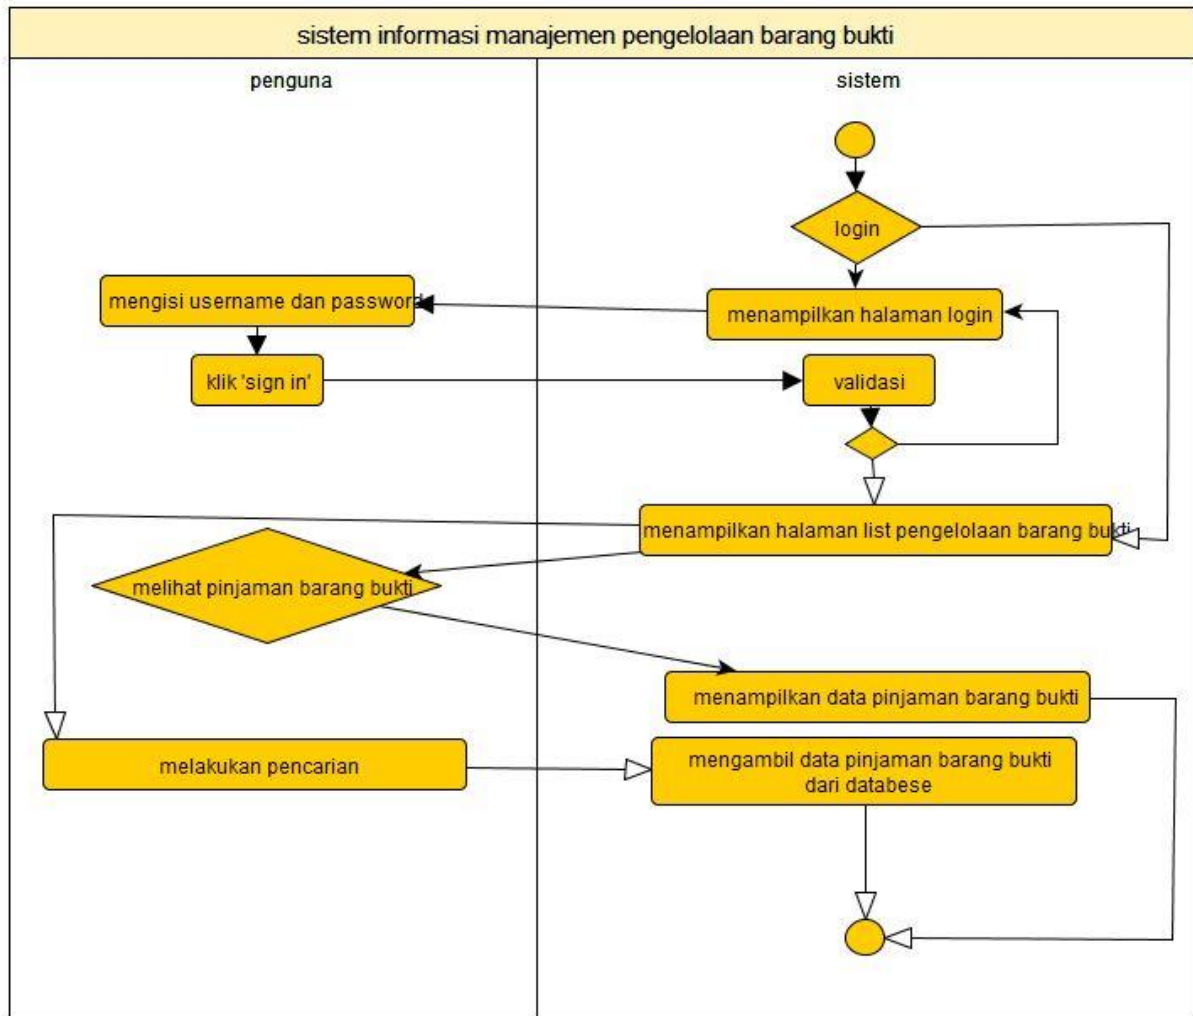 sistem informasi manajemen pengelolaan barang bukti
penguna
sistem
login
mengisi username dan password
menampilkan halaman login
klik 'sign in'
validasi
menampilkan halaman list pengelolaan barang bukti
melihat pinjaman barang bukti
menampilkan data pinjaman barang bukti
melakukan pencarian
mengambil data pinjaman barang bukti
dari databese